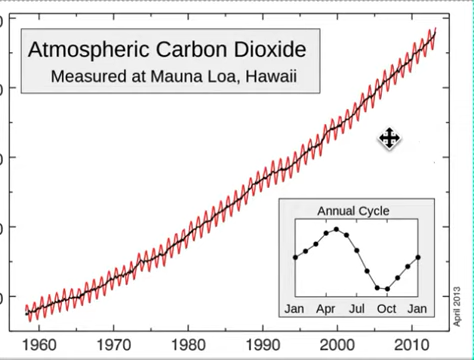 Atmospheric Carbon Dioxide
Measured at Mauna Loa, Hawaii
Annual Cycle
Jan Apr Jul Oct Jan
April 2013
1960 1970 1980 1990 2000 2010